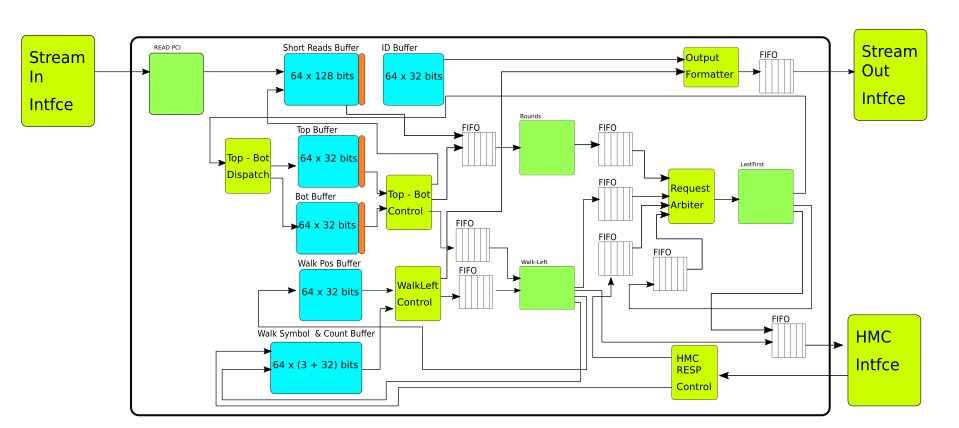 Stream
In
Intfce
READ PCI
Short Reads Buffer
64 x 128 bits
ID Buffer
64 x 32 bits
Output
Formatter
FIFO
Stream
Out
Intfce
Top - Bot
Dispatch
Top Buffer
64 x 32 bits
Bot Buffer
64 x 32 bits
Top - Bot
Control
FIFO
Bounds
FIFO
FIFO
Request
Arbiter
LastFirst
FIFO
FIFO
FIFO
Walk Pos Buffer
64 x 32 bits
WalkLeft
Control
FIFO
Walk-Left
Walk Symbol & Count Buffer
64 x (3 + 32) bits
FIFO
HMC
RESP
Control
HMC
Intfce